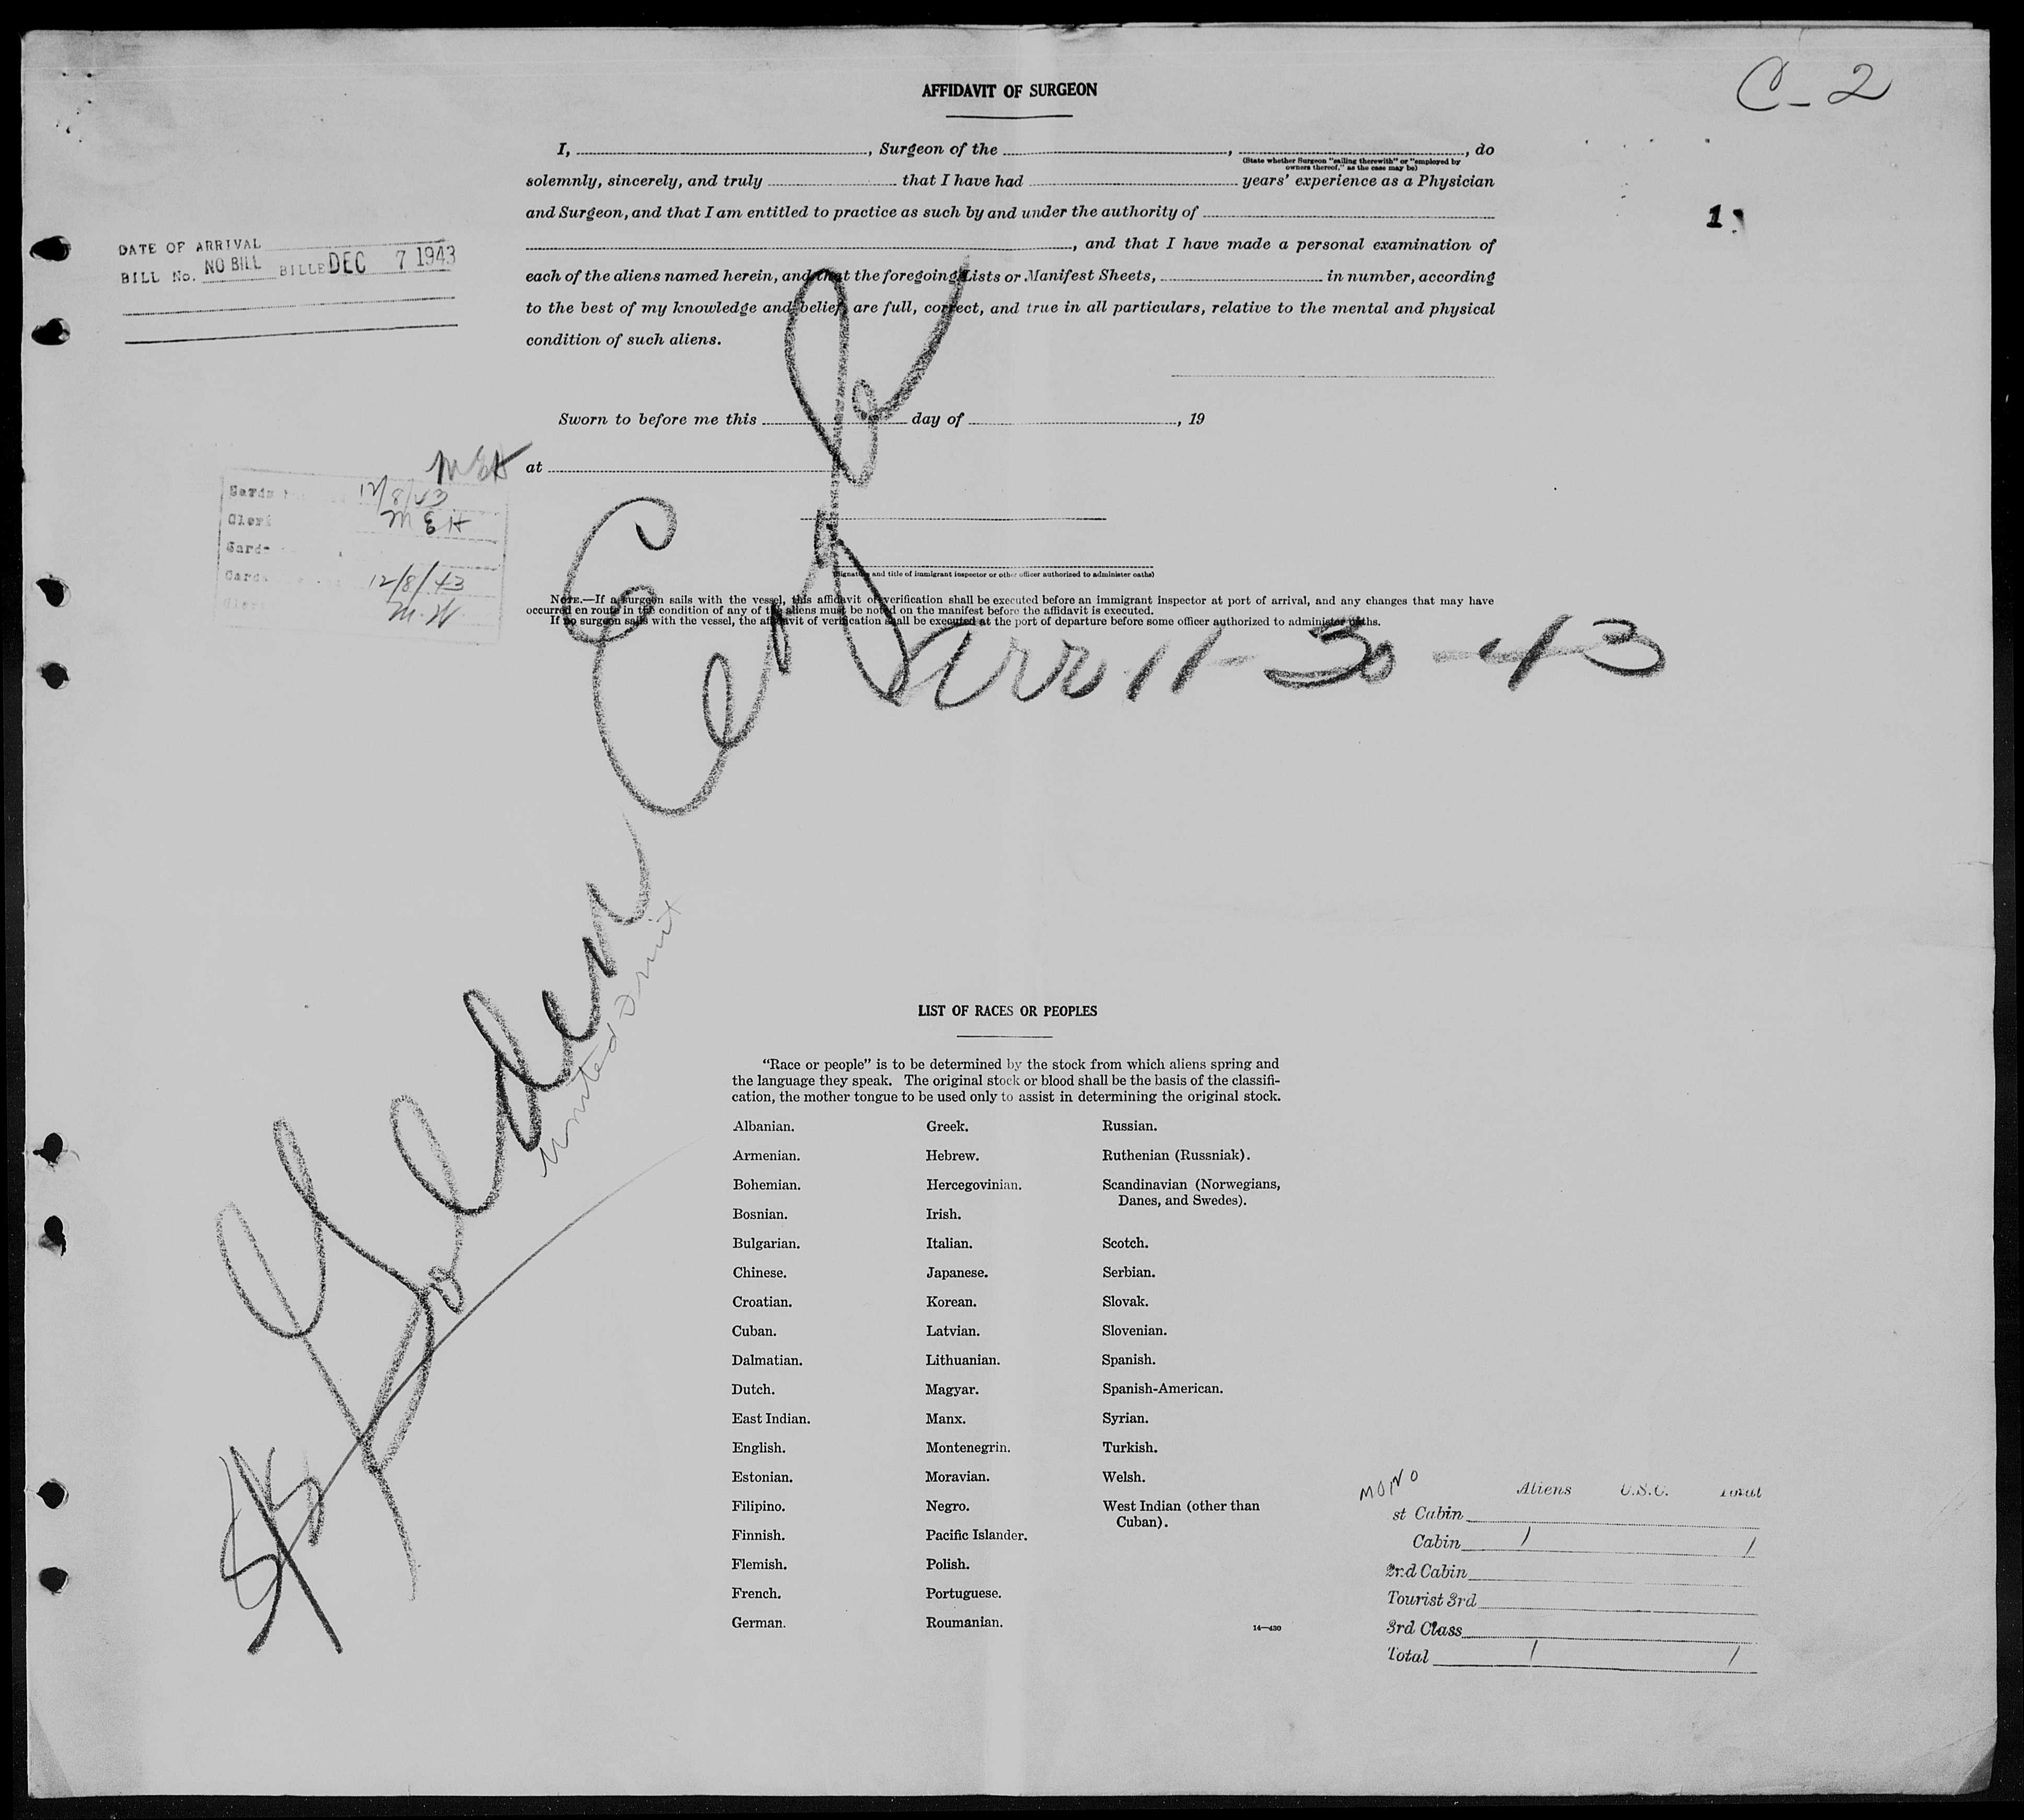 C-2
AFFIDAVIT OF SURGEON
I, , Surgeon of the , , do
(State whether Surgeon "sailing therewith" or "employed by
owners thereof," as the case may be)
solemnly, sincerely, and truly that I have had years' experience as a Physician
and Surgeon, and that I am entitled to practice as such by and under the authority of
1
, and that I have made a personal examination of
each of the aliens named herein, and that the foregoing Lists or Manifest Sheets, in number, according
to the best of my knowledge and belief, are full, correct, and true in all particulars, relative to the mental and physical
condition of such aliens.
DATE OF ARRIVAL
BILL No. NO BILL BILLE DEC 7 1943
Sworn to before me this day of , 19
at
MEH
12/8/43
Cler
MEH
Card
12/8/43
M.W
(Signature and title of immigrant inspector or other officer authorized to administer oaths)
NOTE.—If a surgeon sails with the vessel, this affidavit of verification shall be executed before an immigrant inspector at port of arrival, and any changes that may have
occurred en route in the condition of any of the aliens must be noted on the manifest before the affidavit is executed.
If no surgeon sails with the vessel, the affidavit of verification shall be executed at the port of departure before some officer authorized to administer oaths.
SS Golden Eagle
arr 11-30-43
United Fruit
LIST OF RACES OR PEOPLES
"Race or people" is to be determined by the stock from which aliens spring and
the language they speak. The original stock or blood shall be the basis of the classifi-
cation, the mother tongue to be used only to assist in determining the original stock.
Albanian. Greek. Russian.
Armenian. Hebrew. Ruthenian (Russniak).
Bohemian. Hercegovinian. Scandinavian (Norwegians,
Danes, and Swedes).
Bosnian. Irish.
Bulgarian. Italian. Scotch.
Chinese. Japanese. Serbian.
Croatian. Korean. Slovak.
Cuban. Latvian. Slovenian.
Dalmatian. Lithuanian. Spanish.
Dutch. Magyar. Spanish-American.
East Indian. Manx. Syrian.
English. Montenegrin. Turkish.
Estonian. Moravian. Welsh.
Filipino. Negro. West Indian (other than
Cuban).
Finnish. Pacific Islander.
Flemish. Polish.
French. Portuguese.
German. Roumanian.
14—430
MONO
Aliens U.S.C. Total
st Cabin
Cabin 1 1
2nd Cabin
Tourist 3rd
3rd Class
Total 1 1